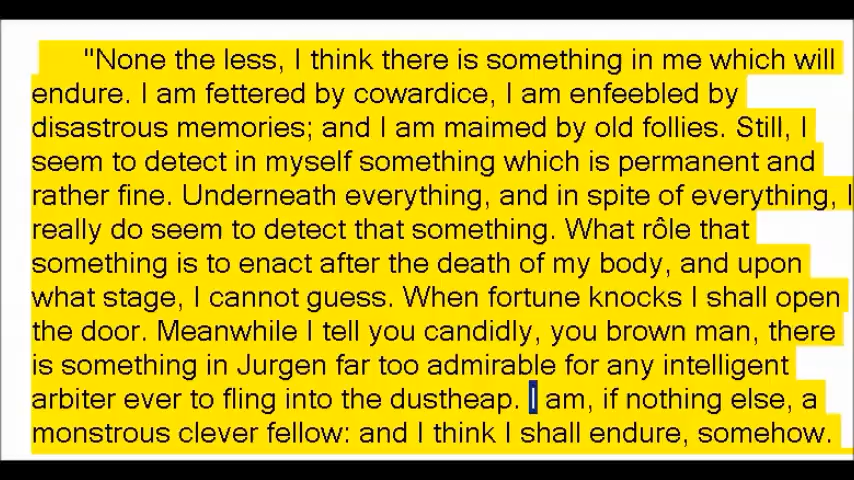 "None the less, I think there is something in me which will
endure. I am fettered by cowardice, I am enfeebled by
disastrous memories; and I am maimed by old follies. Still, I
seem to detect in myself something which is permanent and
rather fine. Underneath everything, and in spite of everything, I
really do seem to detect that something. What rôle that
something is to enact after the death of my body, and upon
what stage, I cannot guess. When fortune knocks I shall open
the door. Meanwhile I tell you candidly, you brown man, there
is something in Jurgen far too admirable for any intelligent
arbiter ever to fling into the dustheap. I am, if nothing else, a
monstrous clever fellow: and I think I shall endure, somehow.